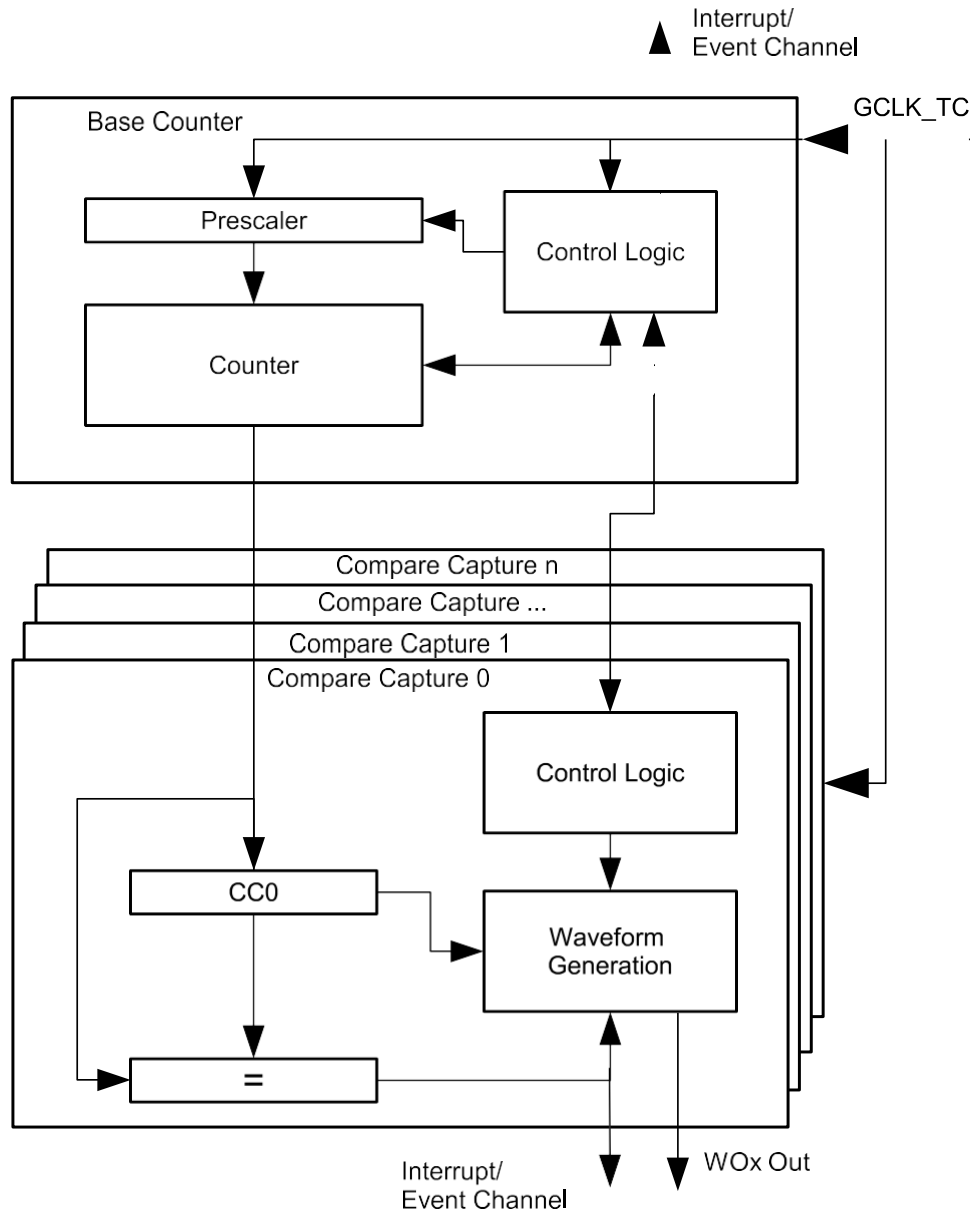 Interrupt/
Event Channel
GCLK_TC
Base Counter
Prescaler
Control Logic
Counter
Compare Capture n
Compare Capture ...
Compare Capture 1
Compare Capture 0
Control Logic
CC0
Waveform
Generation
=
Interrupt/
Event Channel
WOx Out